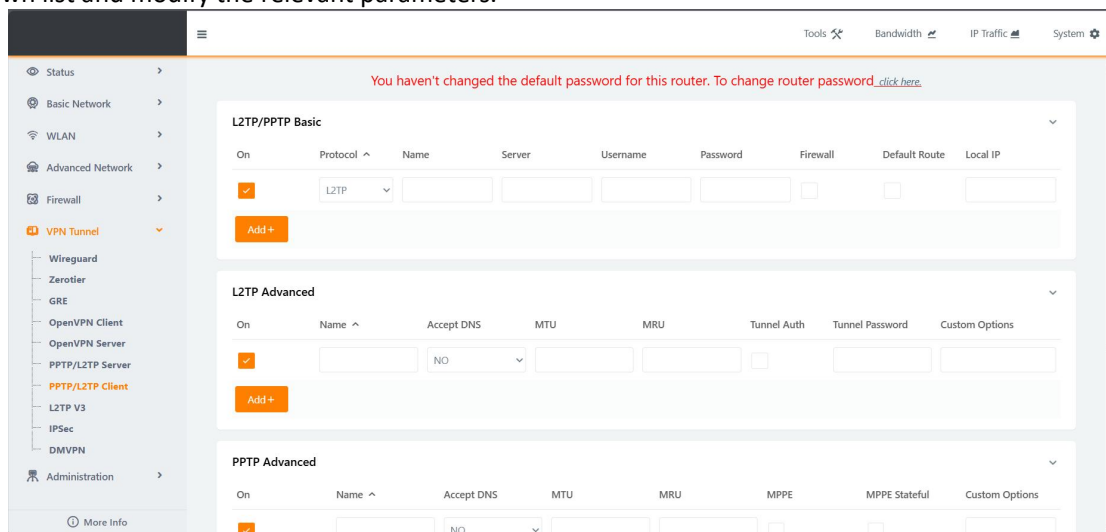 wn list and modify the relevant parameters.
Tools Bandwidth IP Traffic System
Status
Basic Network
WLAN
Advanced Network
Firewall
VPN Tunnel
Wireguard
Zerotier
GRE
OpenVPN Client
OpenVPN Server
PPTP/L2TP Server
PPTP/L2TP Client
L2TP V3
IPSec
DMVPN
Administration
More Info
You haven't changed the default password for this router. To change router password click here.
L2TP/PPTP Basic
On Protocol Name Server Username Password Firewall Default Route Local IP
L2TP
Add+
L2TP Advanced
On Name Accept DNS MTU MRU Tunnel Auth Tunnel Password Custom Options
NO
Add+
PPTP Advanced
On Name Accept DNS MTU MRU MPPE MPPE Stateful Custom Options
NO